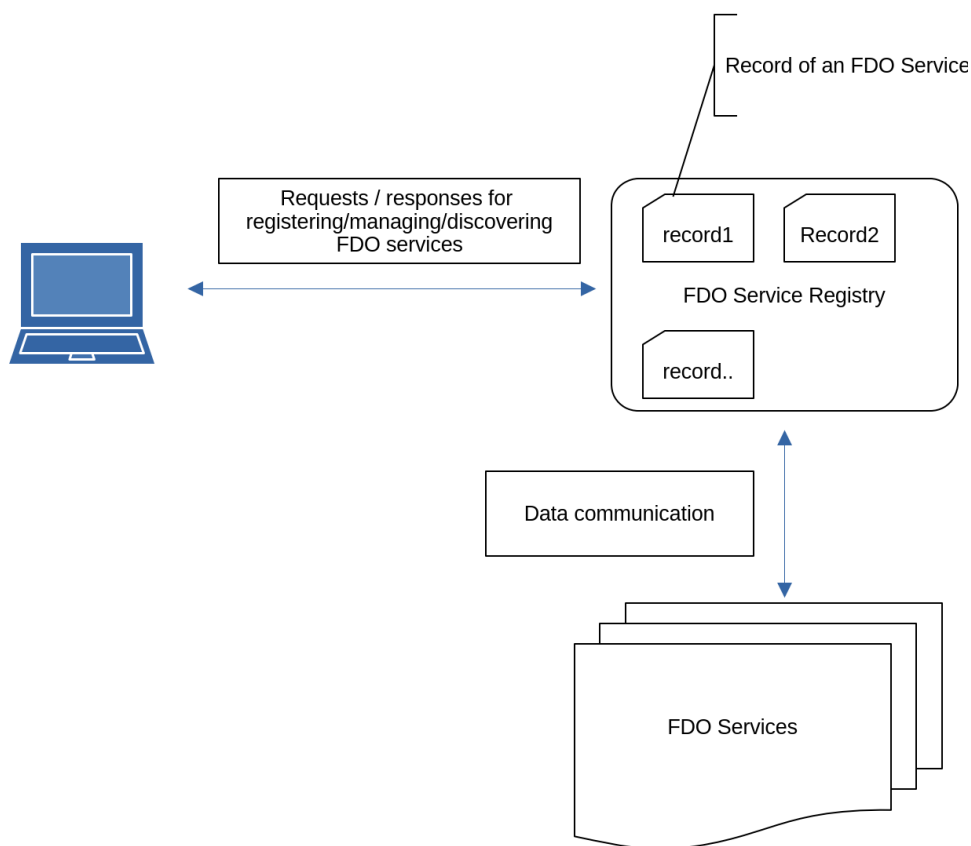 Record of an FDO Service
Requests / responses for
registering/managing/discovering
FDO services
record1
Record2
FDO Service Registry
record..
Data communication
FDO Services